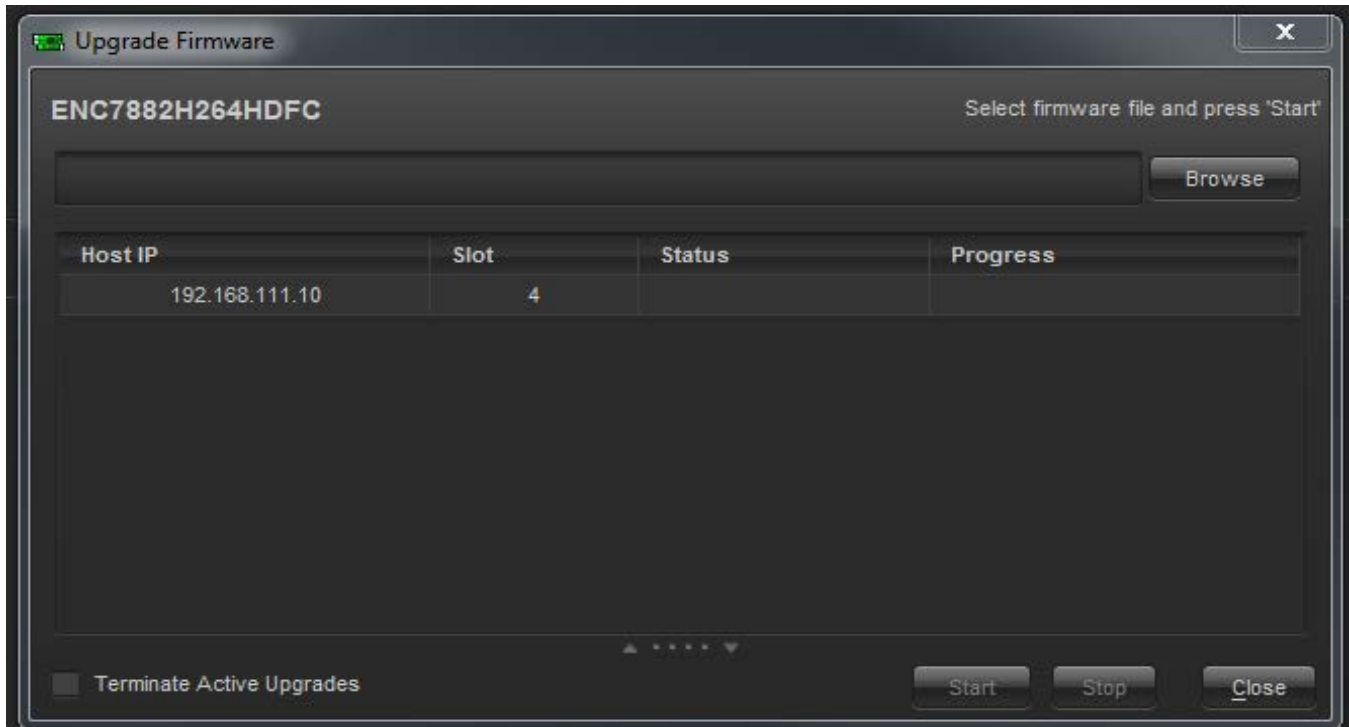 Upgrade Firmware
x
ENC7882H264HDFC
Select firmware file and press 'Start'
Browse
Host IP Slot Status Progress
192.168.111.10 4
Terminate Active Upgrades
Start Stop Close